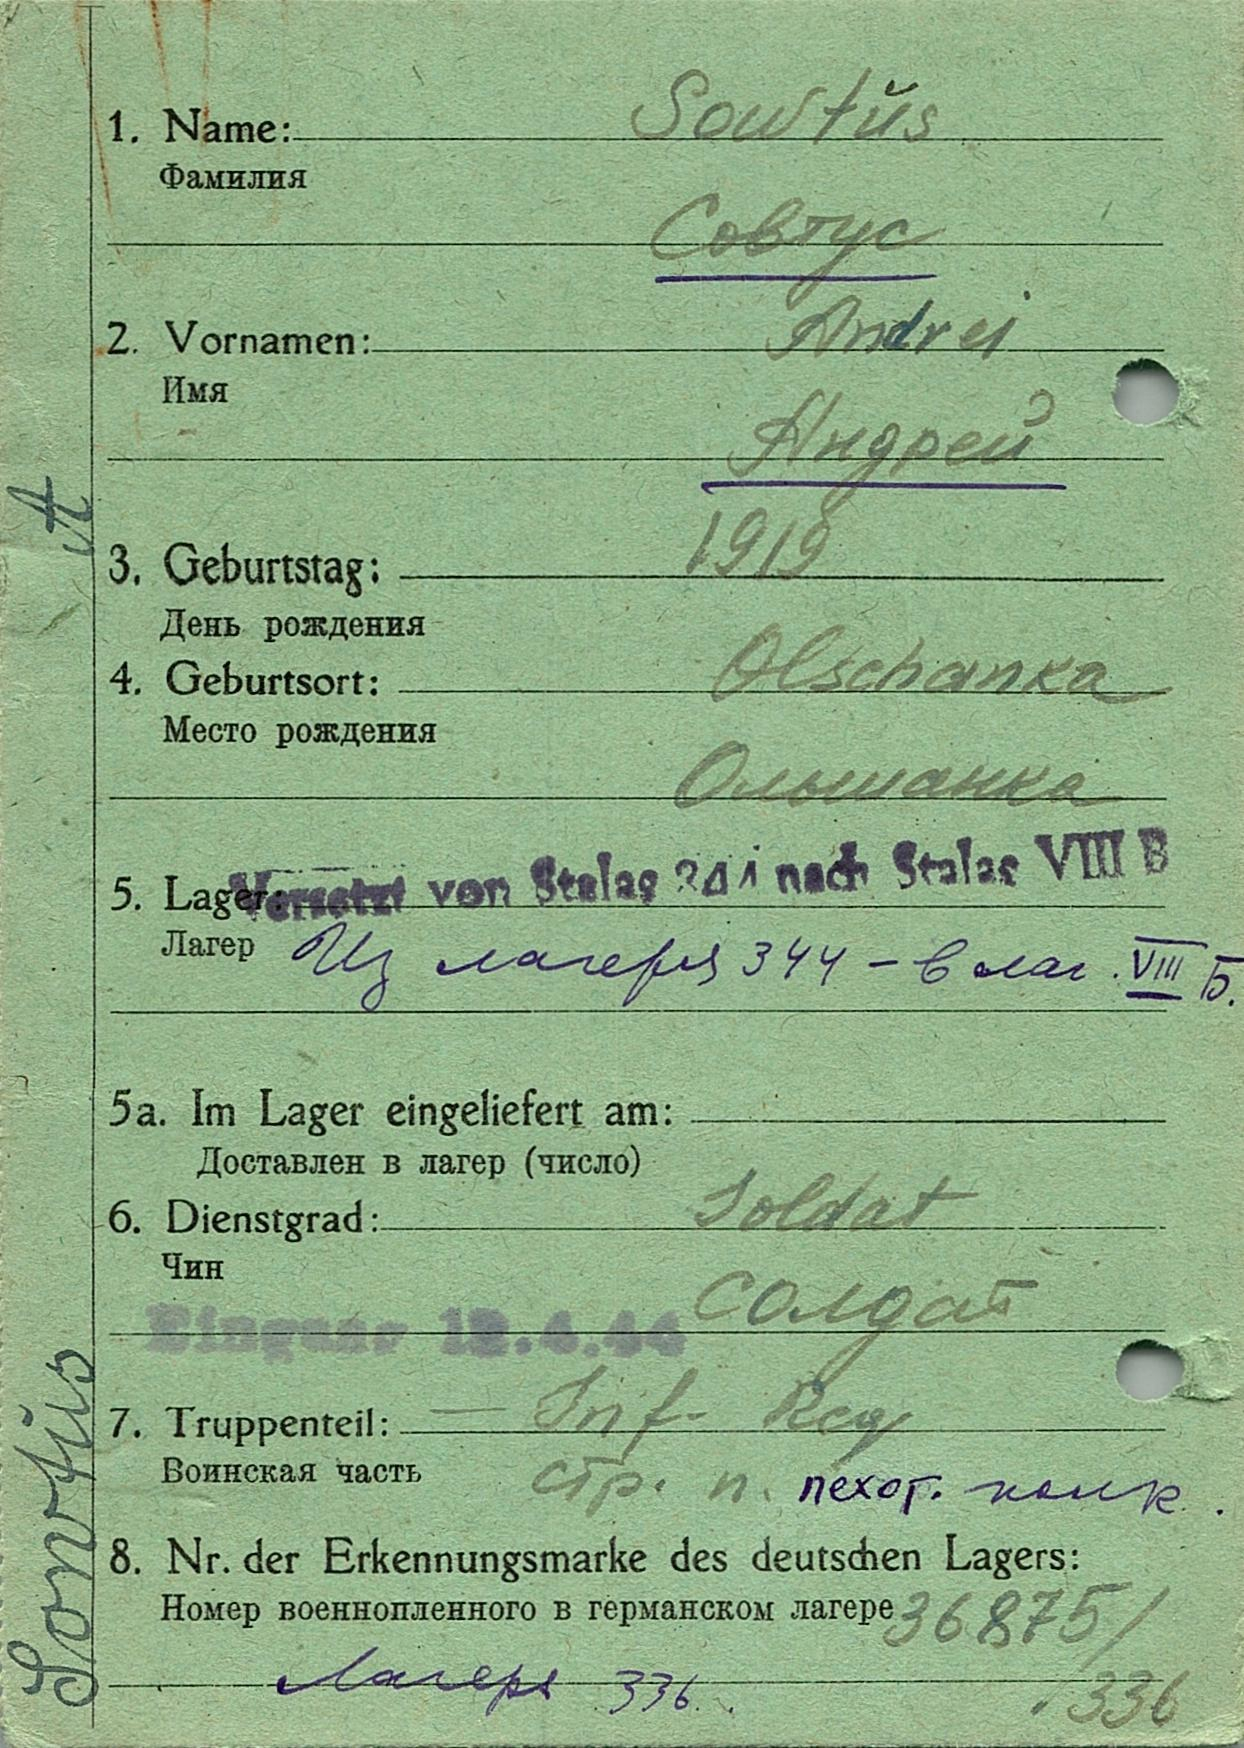 1. Name: Sowtŭs
Фамилия
Совтус
2. Vornamen: Andrei
Имя
Андрей
3. Geburtstag: 1919
День рождения
4. Geburtsort: Olschanka
Место рождения
Ольшанка
Versetzt von Stalag 344 nach Stalag VIII B
5. Lager:
Лагер Из лагеря 344 - в лаг. VIII Б.
5a. Im Lager eingeliefert am:
Доставлен в лагер (число)
6. Dienstgrad: Soldat
Чин
солдат
Eingang 12.4.44
7. Truppenteil: — Inf. Reg
Воинская часть стр. п. пехот. полк.
8. Nr. der Erkennungsmarke des deutschen Lagers:
Номер военнопленного в германском лагере 36875/
Лагерь 336. 336
Sowtŭs A